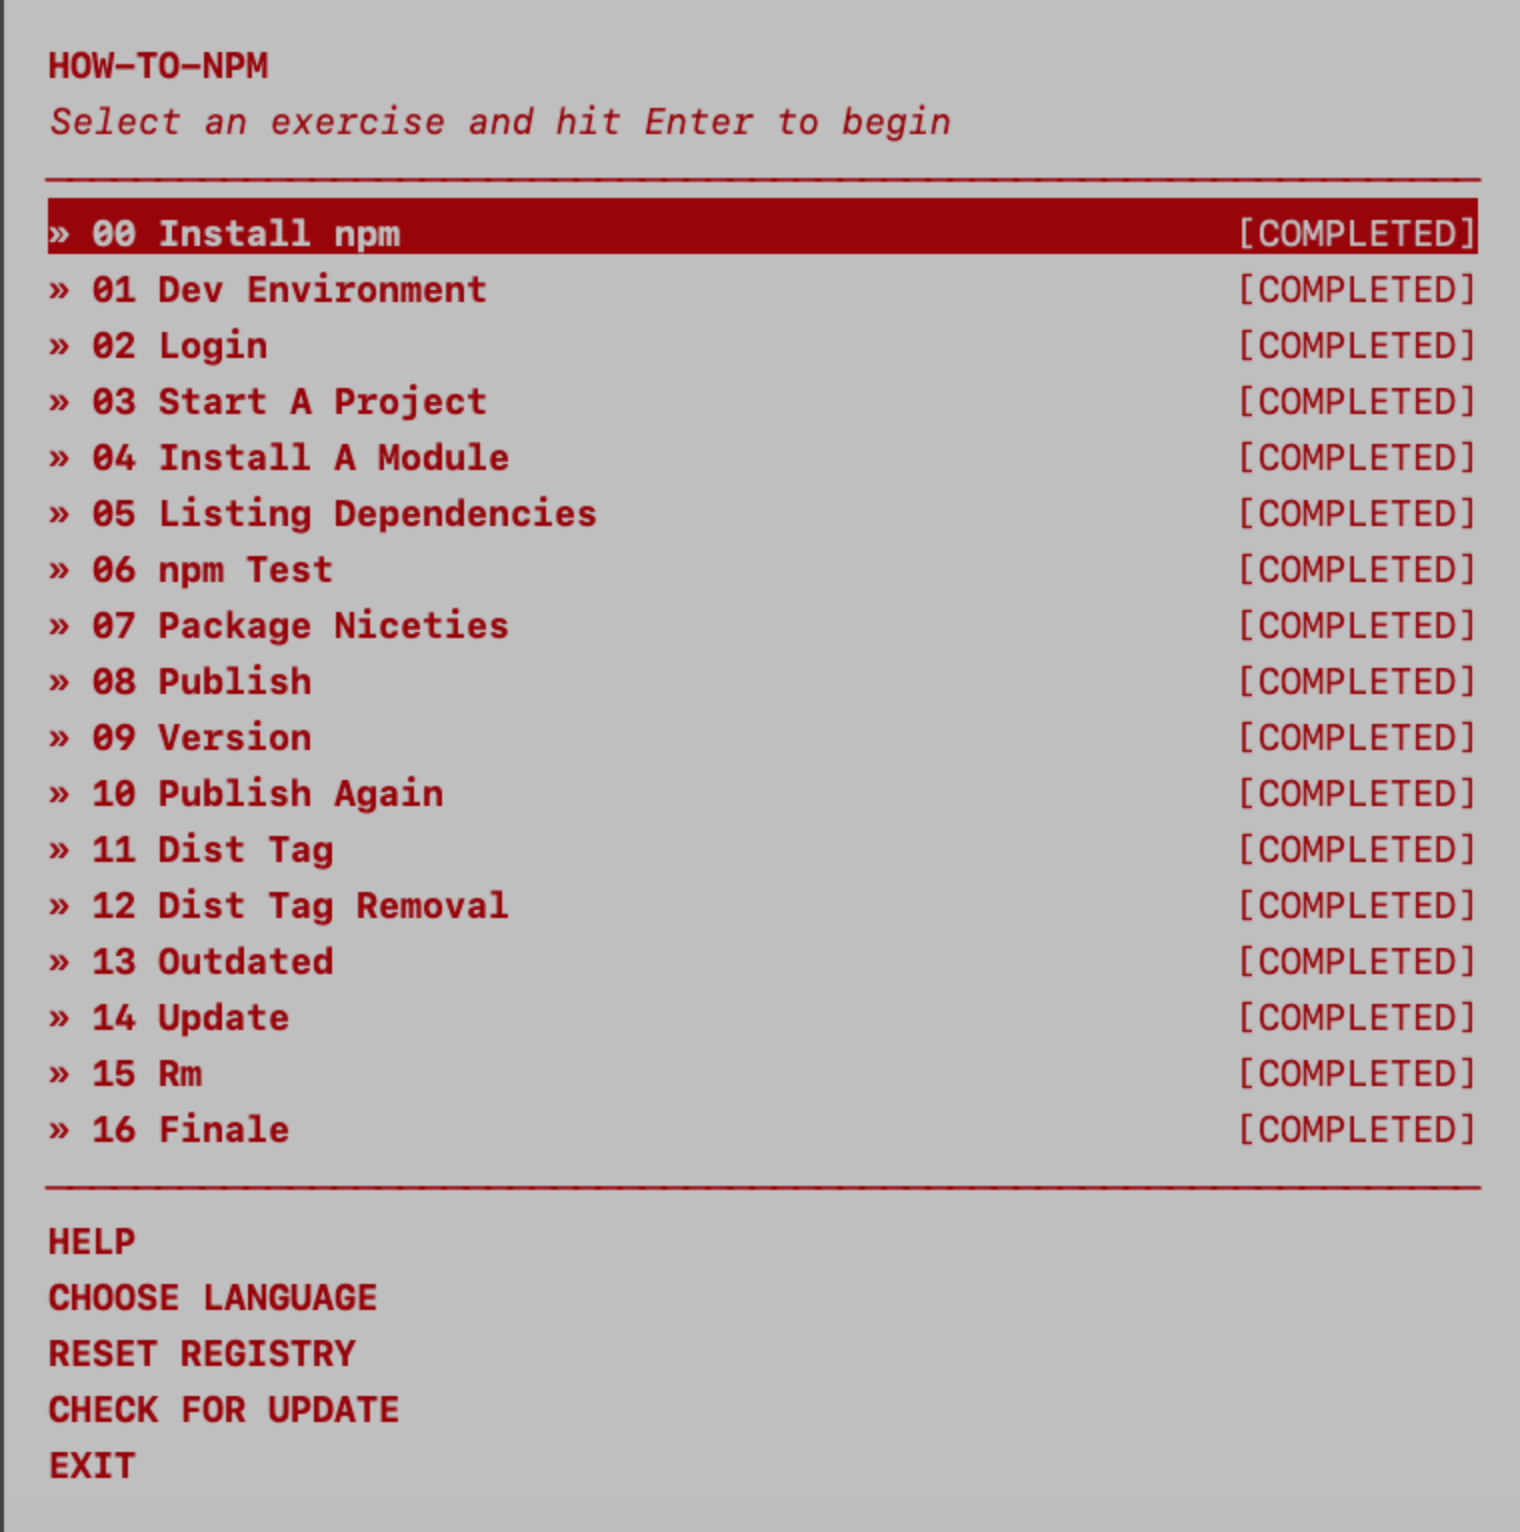 HOW-TO-NPM
Select an exercise and hit Enter to begin
» 00 Install npm [COMPLETED]
» 01 Dev Environment [COMPLETED]
» 02 Login [COMPLETED]
» 03 Start A Project [COMPLETED]
» 04 Install A Module [COMPLETED]
» 05 Listing Dependencies [COMPLETED]
» 06 npm Test [COMPLETED]
» 07 Package Niceties [COMPLETED]
» 08 Publish [COMPLETED]
» 09 Version [COMPLETED]
» 10 Publish Again [COMPLETED]
» 11 Dist Tag [COMPLETED]
» 12 Dist Tag Removal [COMPLETED]
» 13 Outdated [COMPLETED]
» 14 Update [COMPLETED]
» 15 Rm [COMPLETED]
» 16 Finale [COMPLETED]
HELP
CHOOSE LANGUAGE
RESET REGISTRY
CHECK FOR UPDATE
EXIT